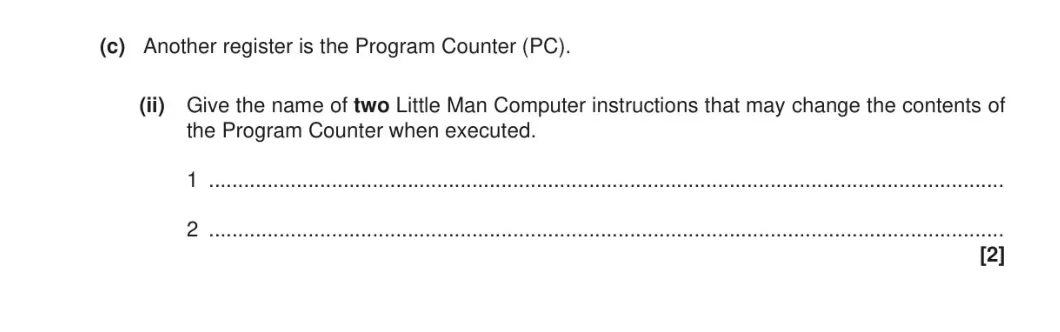 (c) Another register is the Program Counter (PC).
(ii) Give the name of two Little Man Computer instructions that may change the contents of
the Program Counter when executed.
1 ........................................................................................................................................
2 ........................................................................................................................................
[2]